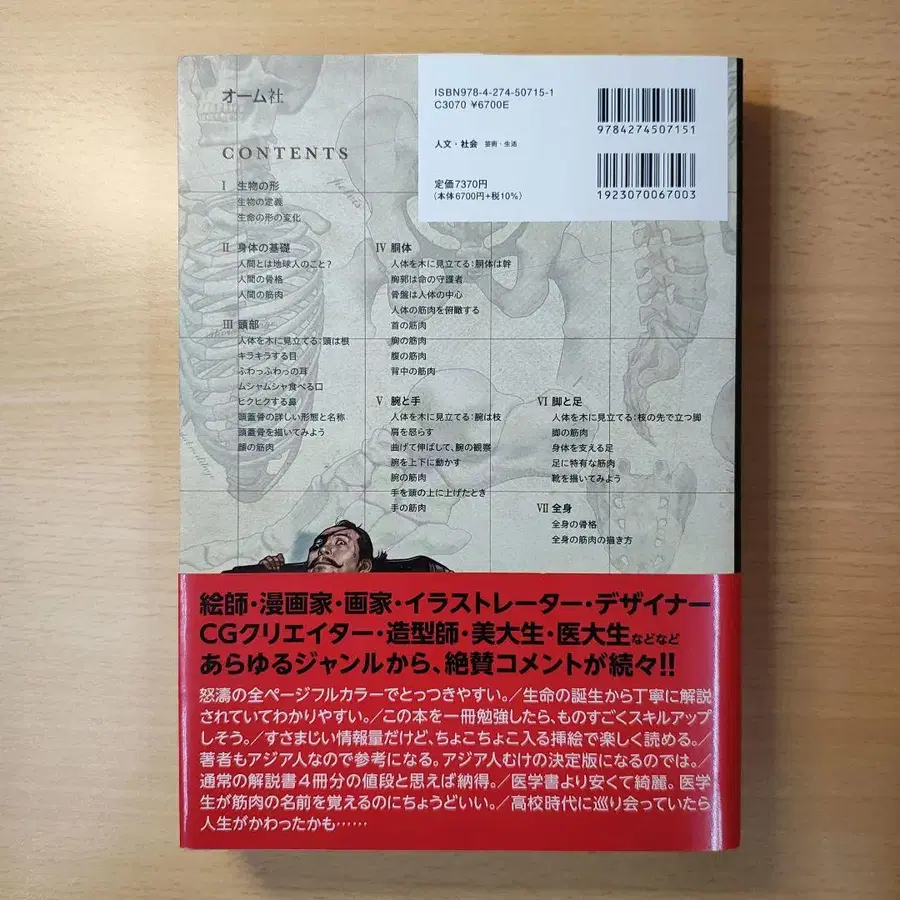 オーム社
ISBN978-4-274-50715-1
C3070 ¥6700E
9784274507151
人文・社会 芸術・生活
定価7370円
(本体6700円+税10%)
1923070067003
CONTENTS
I 生物の形
生物の定義
生命の形の変化
II 身体の基礎
人間とは地球人のこと?
人間の骨格
人間の筋肉
III 頭部
人体を木に見立てる:頭は根
キラキラする目
ふわっふわっの耳
ムシャムシャ食べる口
ヒクヒクする鼻
頭蓋骨の詳しい形態と名称
頭蓋骨を描いてみよう
顔の筋肉
IV 胴体
人体を木に見立てる:胴体は幹
胸郭は命の守護者
骨盤は人体の中心
人体の筋肉を俯瞰する
首の筋肉
胸の筋肉
腹の筋肉
背中の筋肉
V 腕と手
人体を木に見立てる:腕は枝
肩を怒らす
曲げて伸ばして、腕の観察
腕を上下に動かす
腕の筋肉
手を頭の上に上げたとき
手の筋肉
VI 脚と足
人体を木に見立てる:枝の先で立つ脚
脚の筋肉
身体を支える足
足に特有な筋肉
靴を描いてみよう
VII 全身
全身の骨格
全身の筋肉の描き方
絵師・漫画家・画家・イラストレーター・デザイナー
CGクリエイター・造型師・美大生・医大生などなど
あらゆるジャンルから、絶賛コメントが続々!!
怒濤の全ページフルカラーでとっつきやすい。/生命の誕生から丁寧に解説
されていてわかりやすい。/この本を一冊勉強したら、ものすごくスキルアップ
しそう。/すさまじい情報量だけど、ちょこちょこ入る挿絵で楽しく読める。/
著者もアジア人なので参考になる。アジア人むけの決定版になるのでは。/
通常の解説書4冊分の値段と思えば納得。/医学書より安くて綺麗。医学
生が筋肉の名前を覚えるのにちょうどいい。/高校時代に巡り会っていたら
人生がかわったかも……